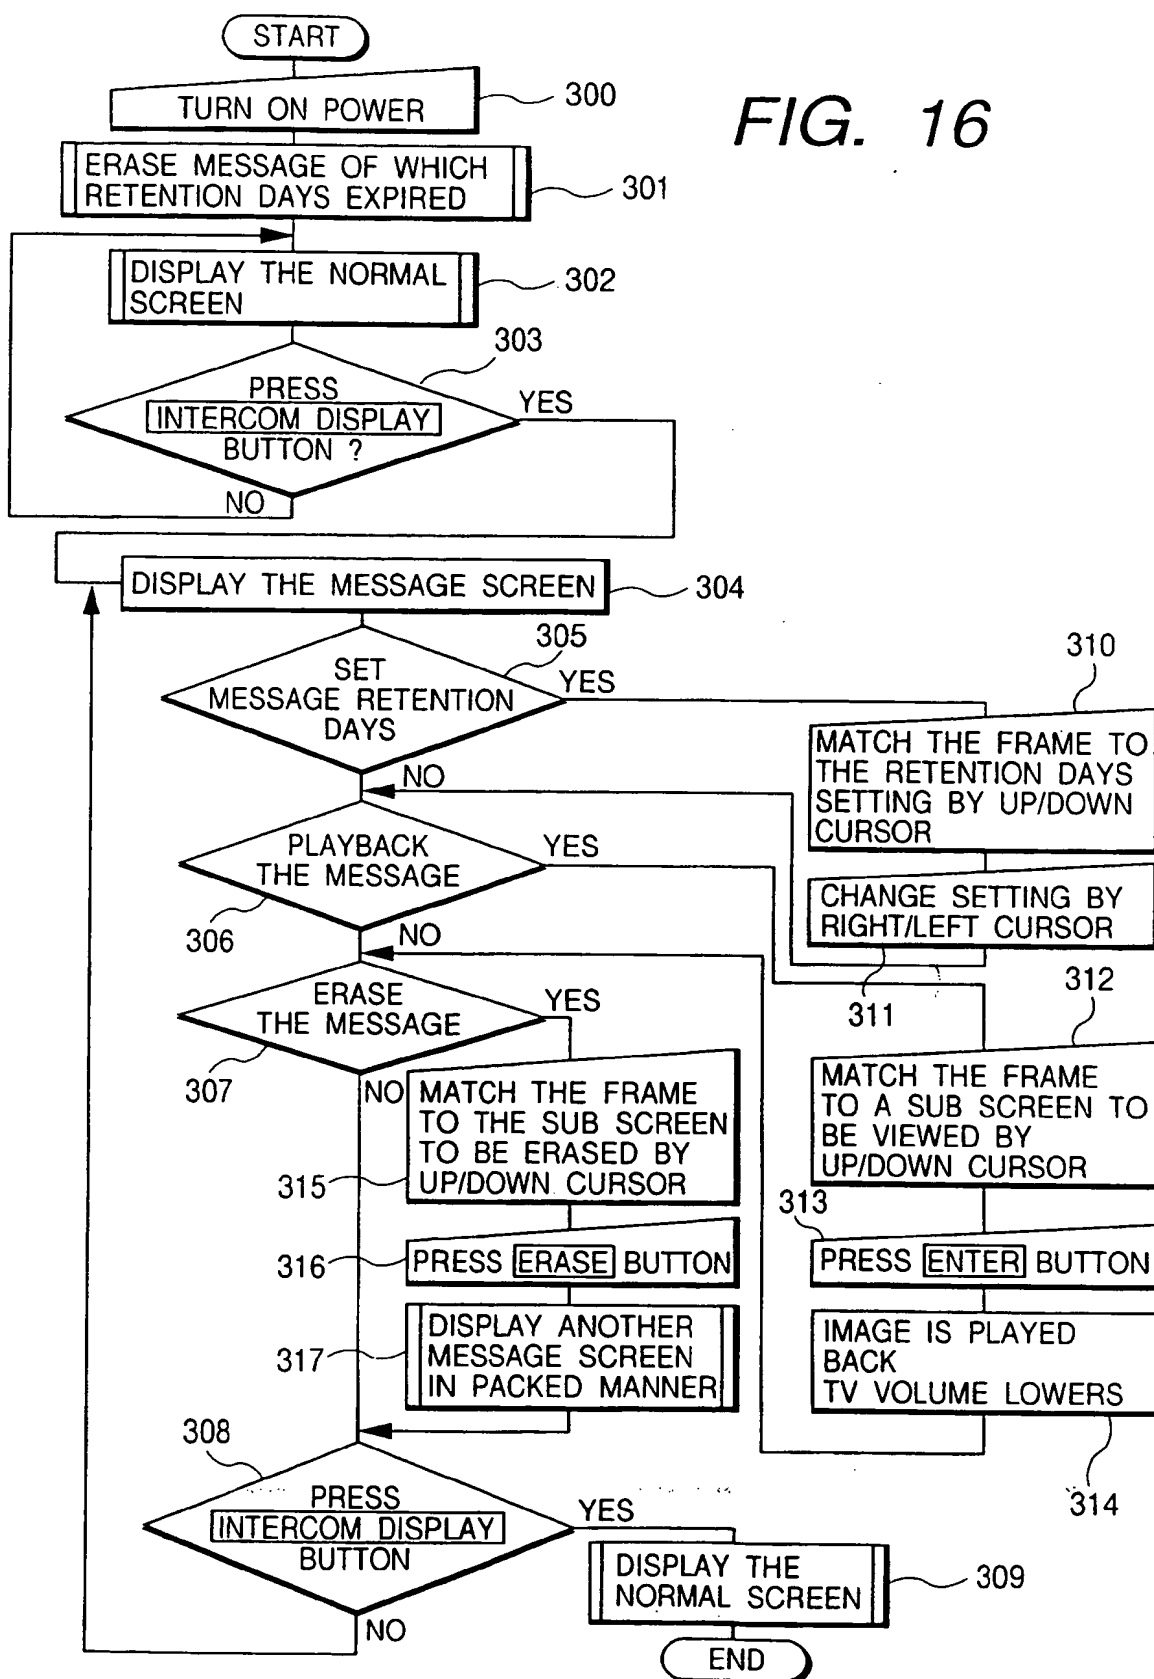 START
TURN ON POWER
300
FIG. 16
ERASE MESSAGE OF WHICH
RETENTION DAYS EXPIRED
301
DISPLAY THE NORMAL
SCREEN
302
303
PRESS
INTERCOM DISPLAY
BUTTON ?
YES
NO
DISPLAY THE MESSAGE SCREEN
304
305
SET
MESSAGE RETENTION
DAYS
YES
NO
310
MATCH THE FRAME TO
THE RETENTION DAYS
SETTING BY UP/DOWN
CURSOR
PLAYBACK
THE MESSAGE
YES
306
NO
CHANGE SETTING BY
RIGHT/LEFT CURSOR
311
ERASE
THE MESSAGE
YES
307
NO
312
MATCH THE FRAME
TO A SUB SCREEN TO
BE VIEWED BY
UP/DOWN CURSOR
MATCH THE FRAME
TO THE SUB SCREEN
TO BE ERASED BY
UP/DOWN CURSOR
315
313
PRESS ENTER BUTTON
316
PRESS ERASE BUTTON
317
DISPLAY ANOTHER
MESSAGE SCREEN
IN PACKED MANNER
IMAGE IS PLAYED
BACK
TV VOLUME LOWERS
314
308
PRESS
INTERCOM DISPLAY
BUTTON
YES
NO
DISPLAY THE
NORMAL SCREEN
309
END